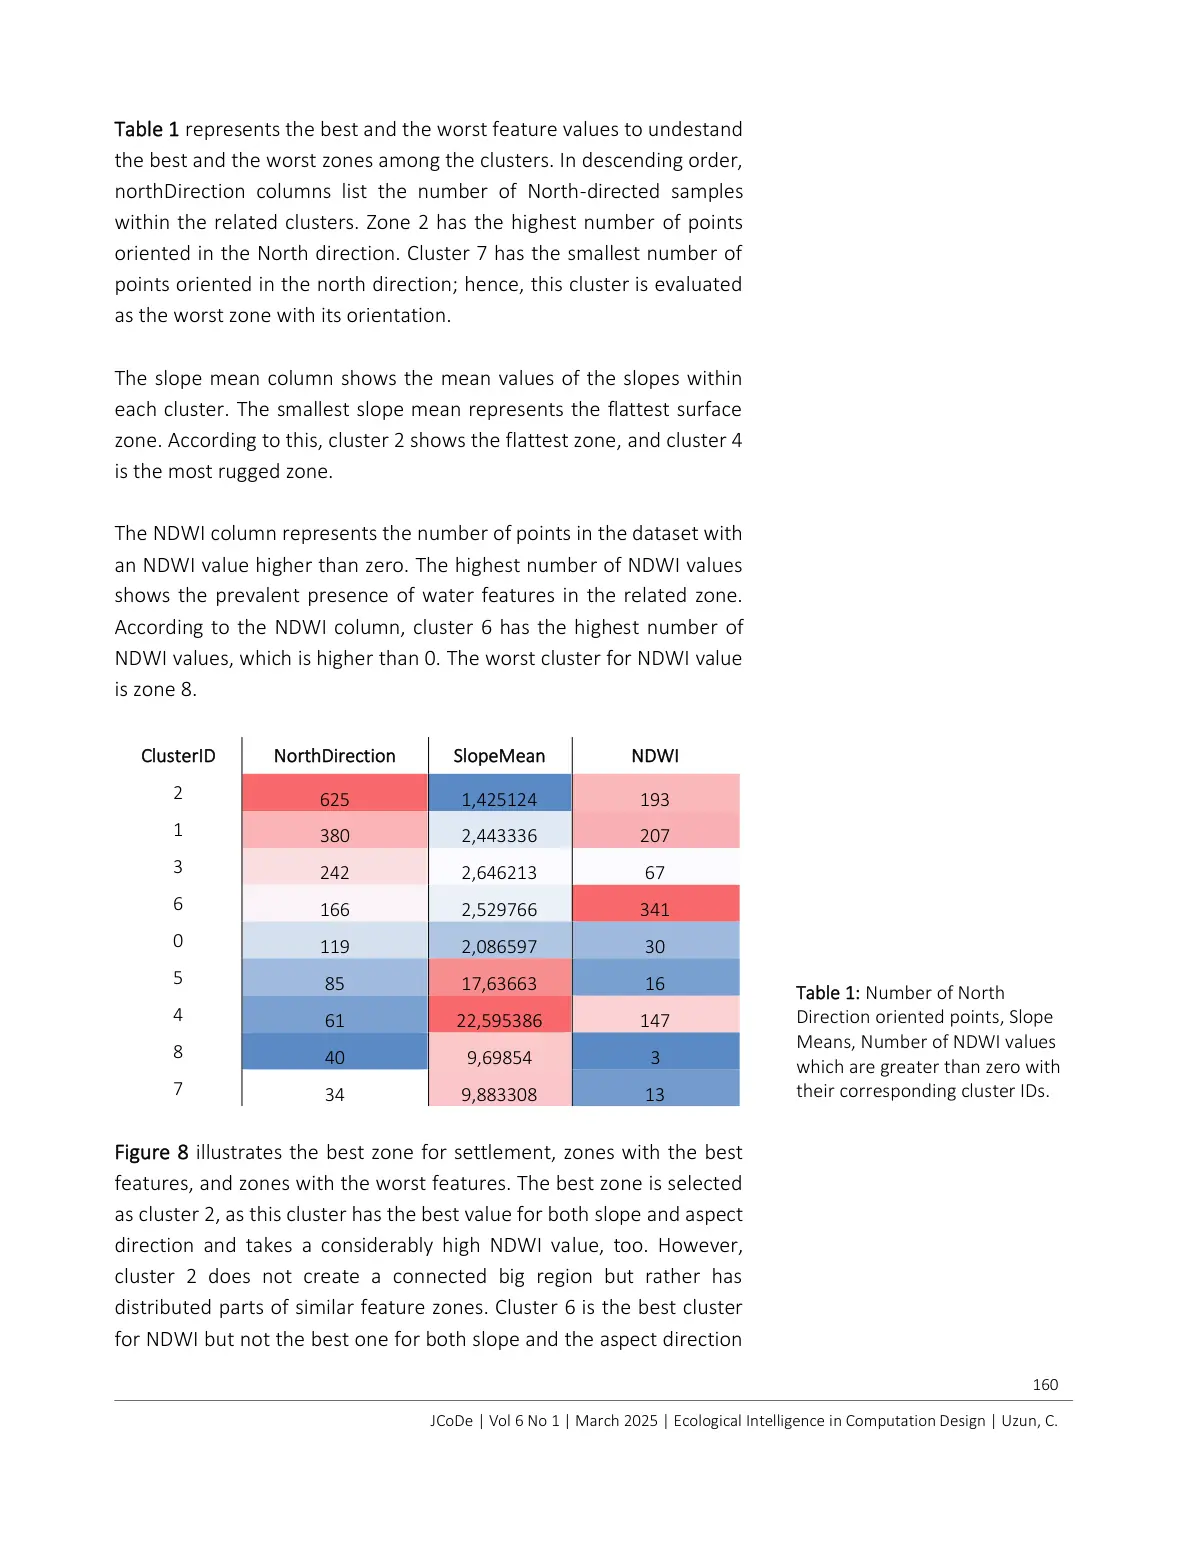 Table 1 represents the best and the worst feature values to undestand
the best and the worst zones among the clusters. In descending order,
northDirection columns list the number of North-directed samples
within the related clusters. Zone 2 has the highest number of points
oriented in the North direction. Cluster 7 has the smallest number of
points oriented in the north direction; hence, this cluster is evaluated
as the worst zone with its orientation.
The slope mean column shows the mean values of the slopes within
each cluster. The smallest slope mean represents the flattest surface
zone. According to this, cluster 2 shows the flattest zone, and cluster 4
is the most rugged zone.
The NDWI column represents the number of points in the dataset with
an NDWI value higher than zero. The highest number of NDWI values
shows the prevalent presence of water features in the related zone.
According to the NDWI column, cluster 6 has the highest number of
NDWI values, which is higher than 0. The worst cluster for NDWI value
is zone 8.
ClusterID NorthDirection SlopeMean NDWI
2 625 1,425124 193
1 380 2,443336 207
3 242 2,646213 67
6 166 2,529766 341
0 119 2,086597 30
5 85 17,63663 16
4 61 22,595386 147
8 40 9,69854 3
7 34 9,883308 13
Table 1: Number of North
Direction oriented points, Slope
Means, Number of NDWI values
which are greater than zero with
their corresponding cluster IDs.
Figure 8 illustrates the best zone for settlement, zones with the best
features, and zones with the worst features. The best zone is selected
as cluster 2, as this cluster has the best value for both slope and aspect
direction and takes a considerably high NDWI value, too. However,
cluster 2 does not create a connected big region but rather has
distributed parts of similar feature zones. Cluster 6 is the best cluster
for NDWI but not the best one for both slope and the aspect direction
160
JCoDe | Vol 6 No 1 | March 2025 | Ecological Intelligence in Computation Design | Uzun, C.